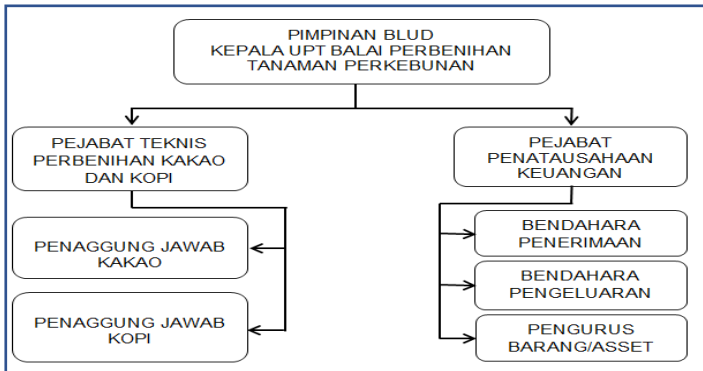 PIMPINAN BLUD
KEPALA UPT BALAI PERBENIHAN
TANAMAN PERKEBUNAN
PEJABAT TEKNIS
PERBENIHAN KAKAO
DAN KOPI
PEJABAT
PENATAUSAHAAN
KEUANGAN
PENAGGUNG JAWAB
KAKAO
PENAGGUNG JAWAB
KOPI
BENDAHARA
PENERIMAAN
BENDAHARA
PENGELUARAN
PENGURUS
BARANG/ASSET